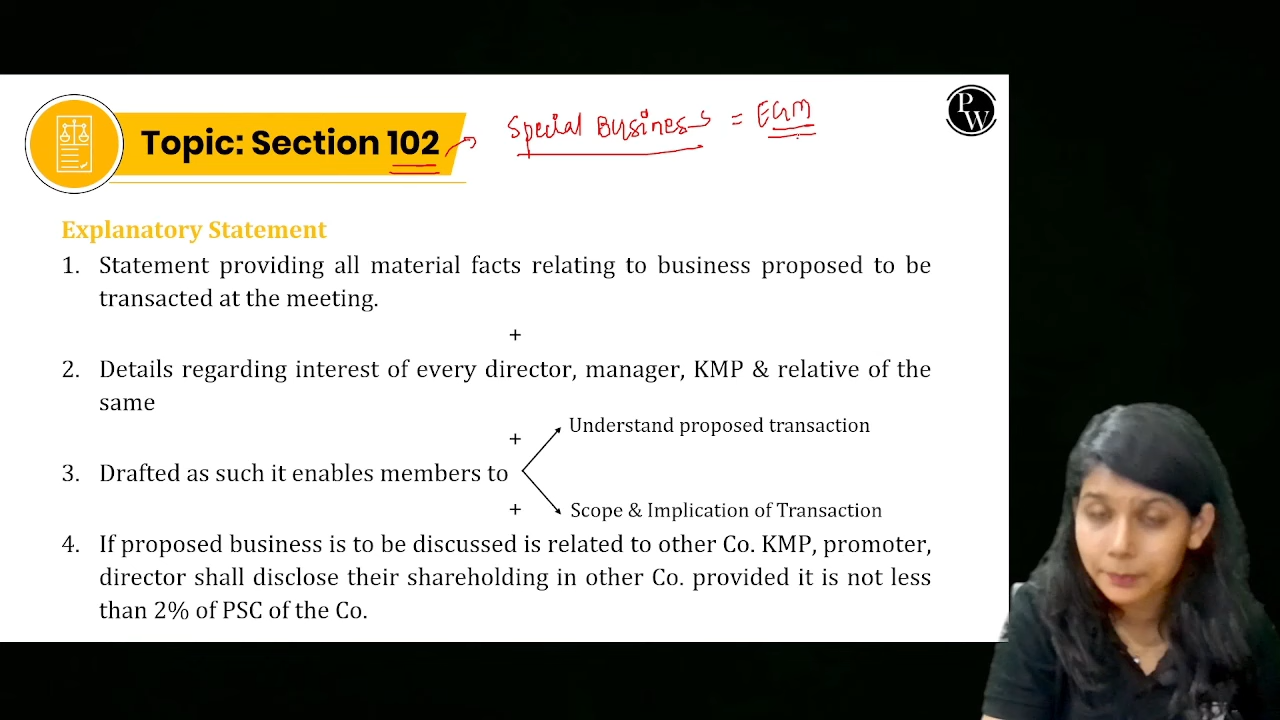 Topic: Section 102 Special Business = EGM
PW
Explanatory Statement
1. Statement providing all material facts relating to business proposed to be
transacted at the meeting.
+
2. Details regarding interest of every director, manager, KMP & relative of the
same
Understand proposed transaction
+
3. Drafted as such it enables members to
+ Scope & Implication of Transaction
4. If proposed business is to be discussed is related to other Co. KMP, promoter,
director shall disclose their shareholding in other Co. provided it is not less
than 2% of PSC of the Co.